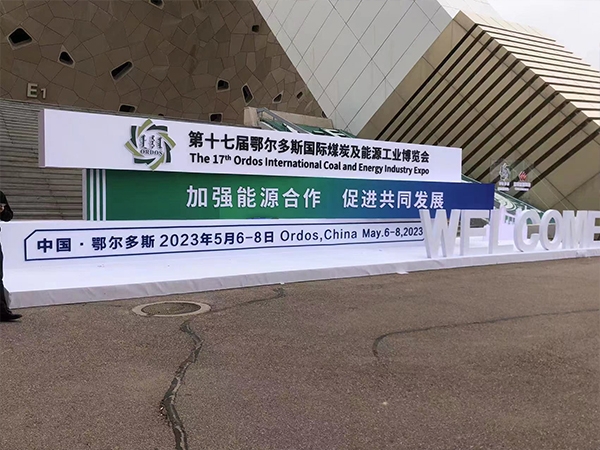 E1
第十七届鄂尔多斯国际煤炭及能源工业博览会
The 17th Ordos International Coal and Energy Industry Expo
ORDOS
加强能源合作 促进共同发展
中国·鄂尔多斯 2023年5月6-8日 Ordos,China May.6-8,2023
WELCOME